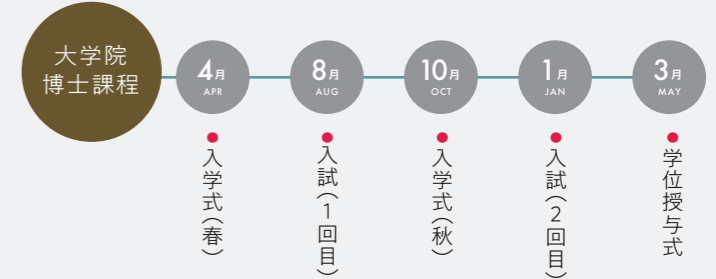 大学院
博士課程
4月
APR
8月
AUG
10月
OCT
1月
JAN
3月
MAY
入学式（春）
入試（1回目）
入学式（秋）
入試（2回目）
学位授与式